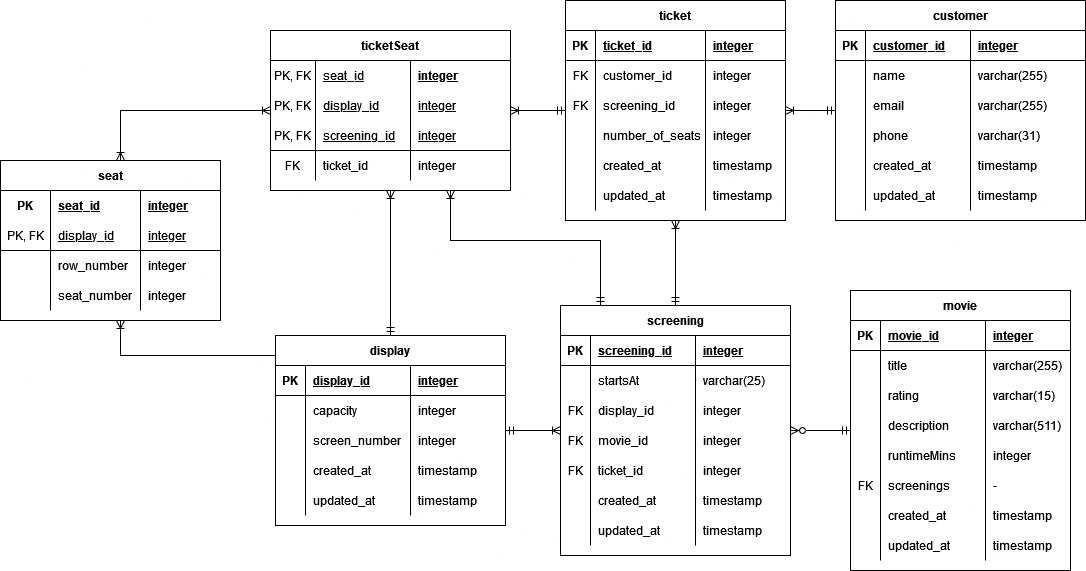 ticketSeat
PK, FK seat_id integer
PK, FK display_id integer
PK, FK screening_id integer
FK ticket_id integer
ticket
PK ticket_id integer
FK customer_id integer
FK screening_id integer
number_of_seats integer
created_at timestamp
updated_at timestamp
customer
PK customer_id integer
name varchar(255)
email varchar(255)
phone varchar(31)
created_at timestamp
updated_at timestamp
seat
PK seat_id integer
PK, FK display_id integer
row_number integer
seat_number integer
display
PK display_id integer
capacity integer
screen_number integer
created_at timestamp
updated_at timestamp
screening
PK screening_id integer
startsAt varchar(25)
FK display_id integer
FK movie_id integer
FK ticket_id integer
created_at timestamp
updated_at timestamp
movie
PK movie_id integer
title varchar(255)
rating varchar(15)
description varchar(511)
runtimeMins integer
FK screenings -
created_at timestamp
updated_at timestamp